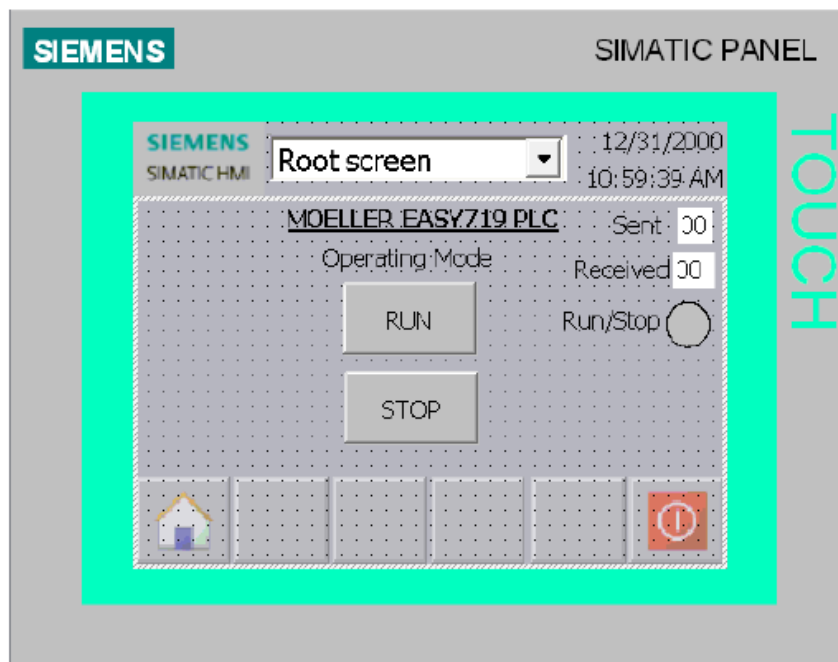 SIEMENS
SIMATIC PANEL
TOUCH
SIEMENS
SIMATIC HMI
Root screen
12/31/2000
10:59:39 AM
MOELLER EASY719 PLC
Sent 00
Operating Mode
Received 00
RUN
Run/Stop
STOP